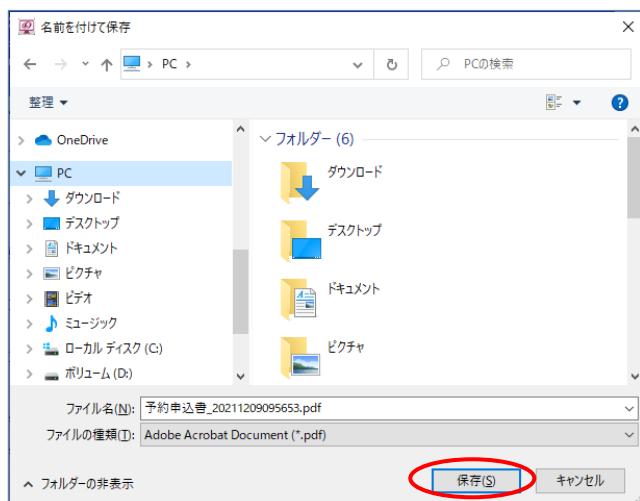 名前を付けて保存
PC
PCの検索
整理
OneDrive
PC
ダウンロード
デスクトップ
ドキュメント
ピクチャ
ビデオ
ミュージック
ローカル ディスク (C:)
ボリューム (D:)
フォルダー (6)
ダウンロード
デスクトップ
ドキュメント
ピクチャ
ファイル名(N): 予約申込書_20211209095653.pdf
ファイルの種類(T): Adobe Acrobat Document (*.pdf)
フォルダーの非表示
保存(S)
キャンセル